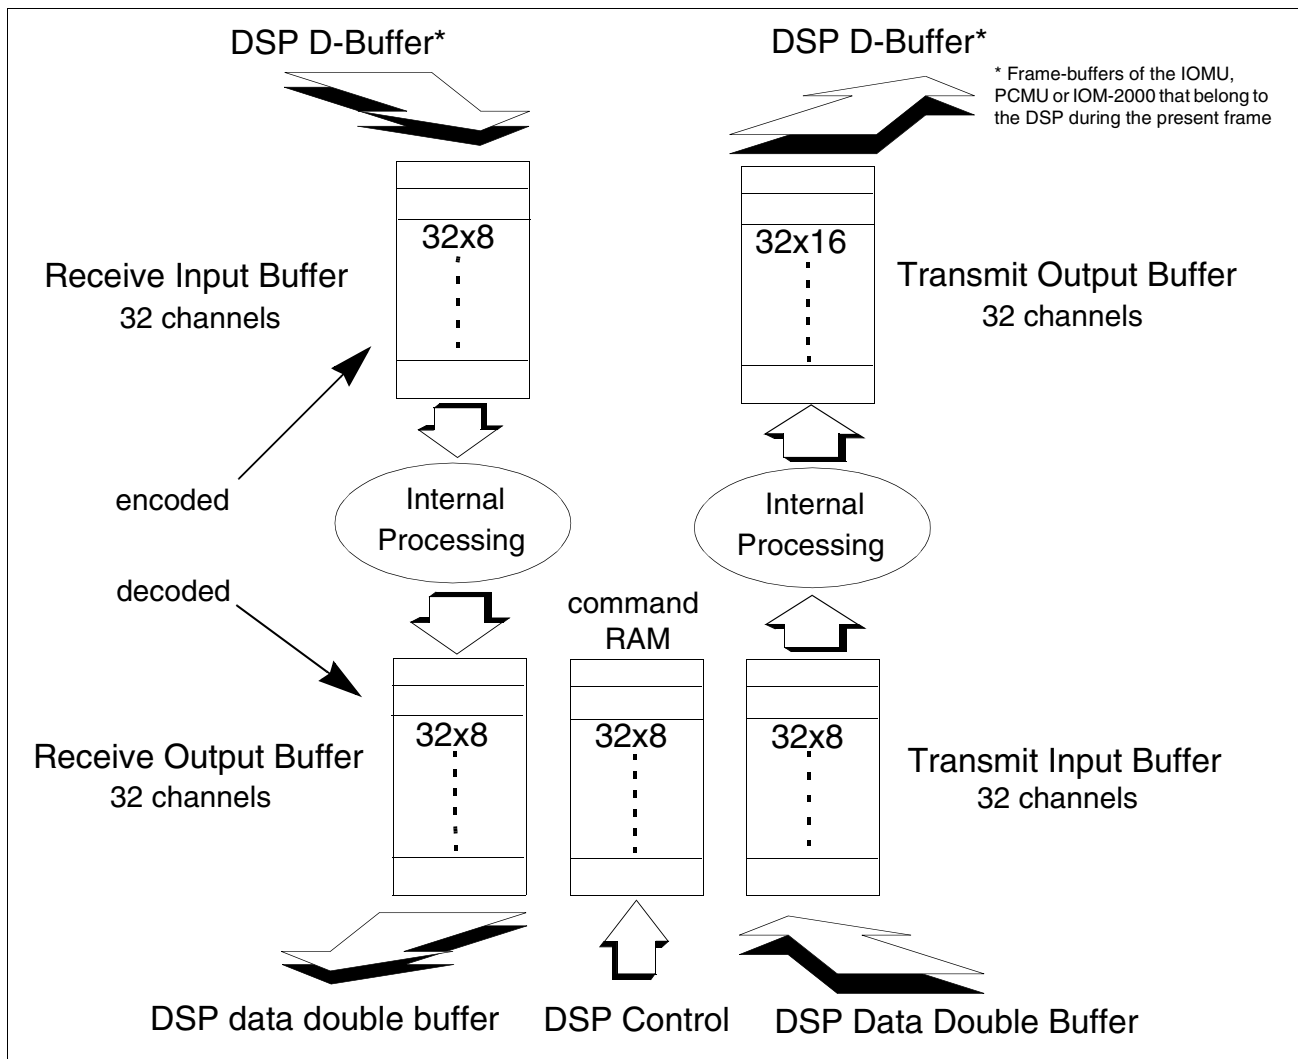 DSP D-Buffer*
DSP D-Buffer*
* Frame-buffers of the IOMU,
PCMU or IOM-2000 that belong to
the DSP during the present frame
32x8
32x16
Receive Input Buffer
32 channels
Transmit Output Buffer
32 channels
encoded
Internal
Processing
Internal
Processing
decoded
command
RAM
32x8
32x8
32x8
Receive Output Buffer
32 channels
Transmit Input Buffer
32 channels
DSP data double buffer
DSP Control
DSP Data Double Buffer